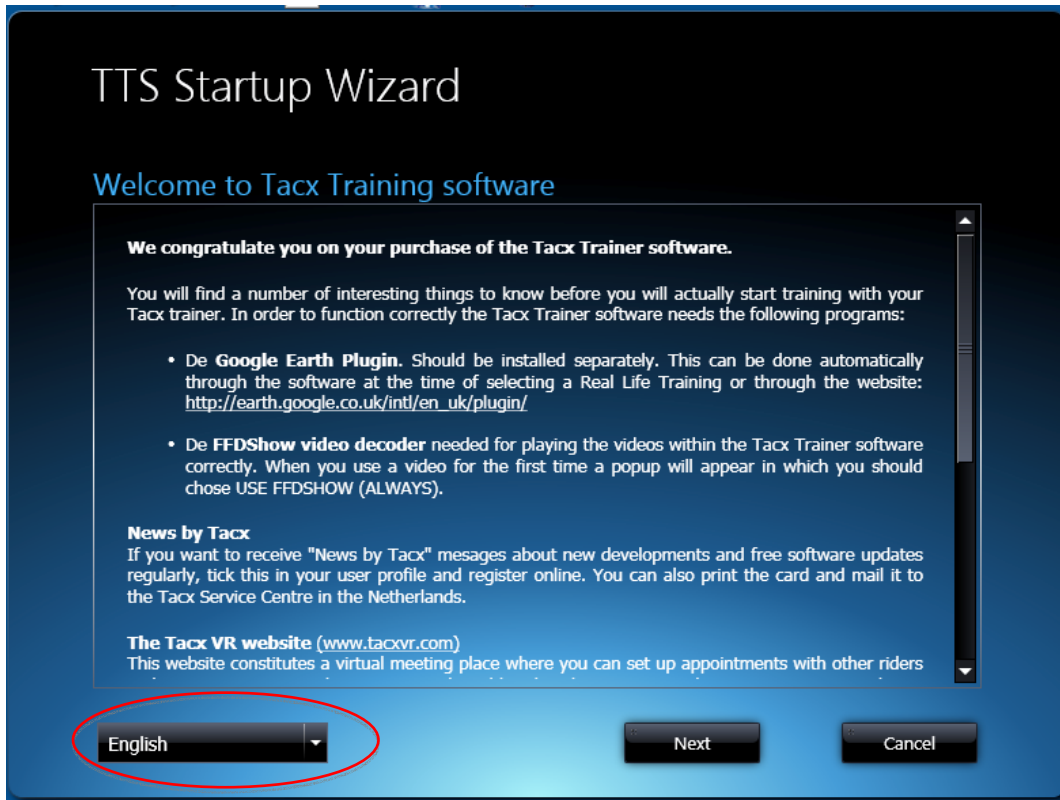 TTS Startup Wizard
Welcome to Tacx Training software
We congratulate you on your purchase of the Tacx Trainer software.
You will find a number of interesting things to know before you will actually start training with your
Tacx trainer. In order to function correctly the Tacx Trainer software needs the following programs:
• De Google Earth Plugin. Should be installed separately. This can be done automatically
through the software at the time of selecting a Real Life Training or through the website:
http://earth.google.co.uk/intl/en_uk/plugin/
• De FFDShow video decoder needed for playing the videos within the Tacx Trainer software
correctly. When you use a video for the first time a popup will appear in which you should
chose USE FFDSHOW (ALWAYS).
News by Tacx
If you want to receive "News by Tacx" mesages about new developments and free software updates
regularly, tick this in your user profile and register online. You can also print the card and mail it to
the Tacx Service Centre in the Netherlands.
The Tacx VR website (www.tacxvr.com)
This website constitutes a virtual meeting place where you can set up appointments with other riders
English
Next
Cancel